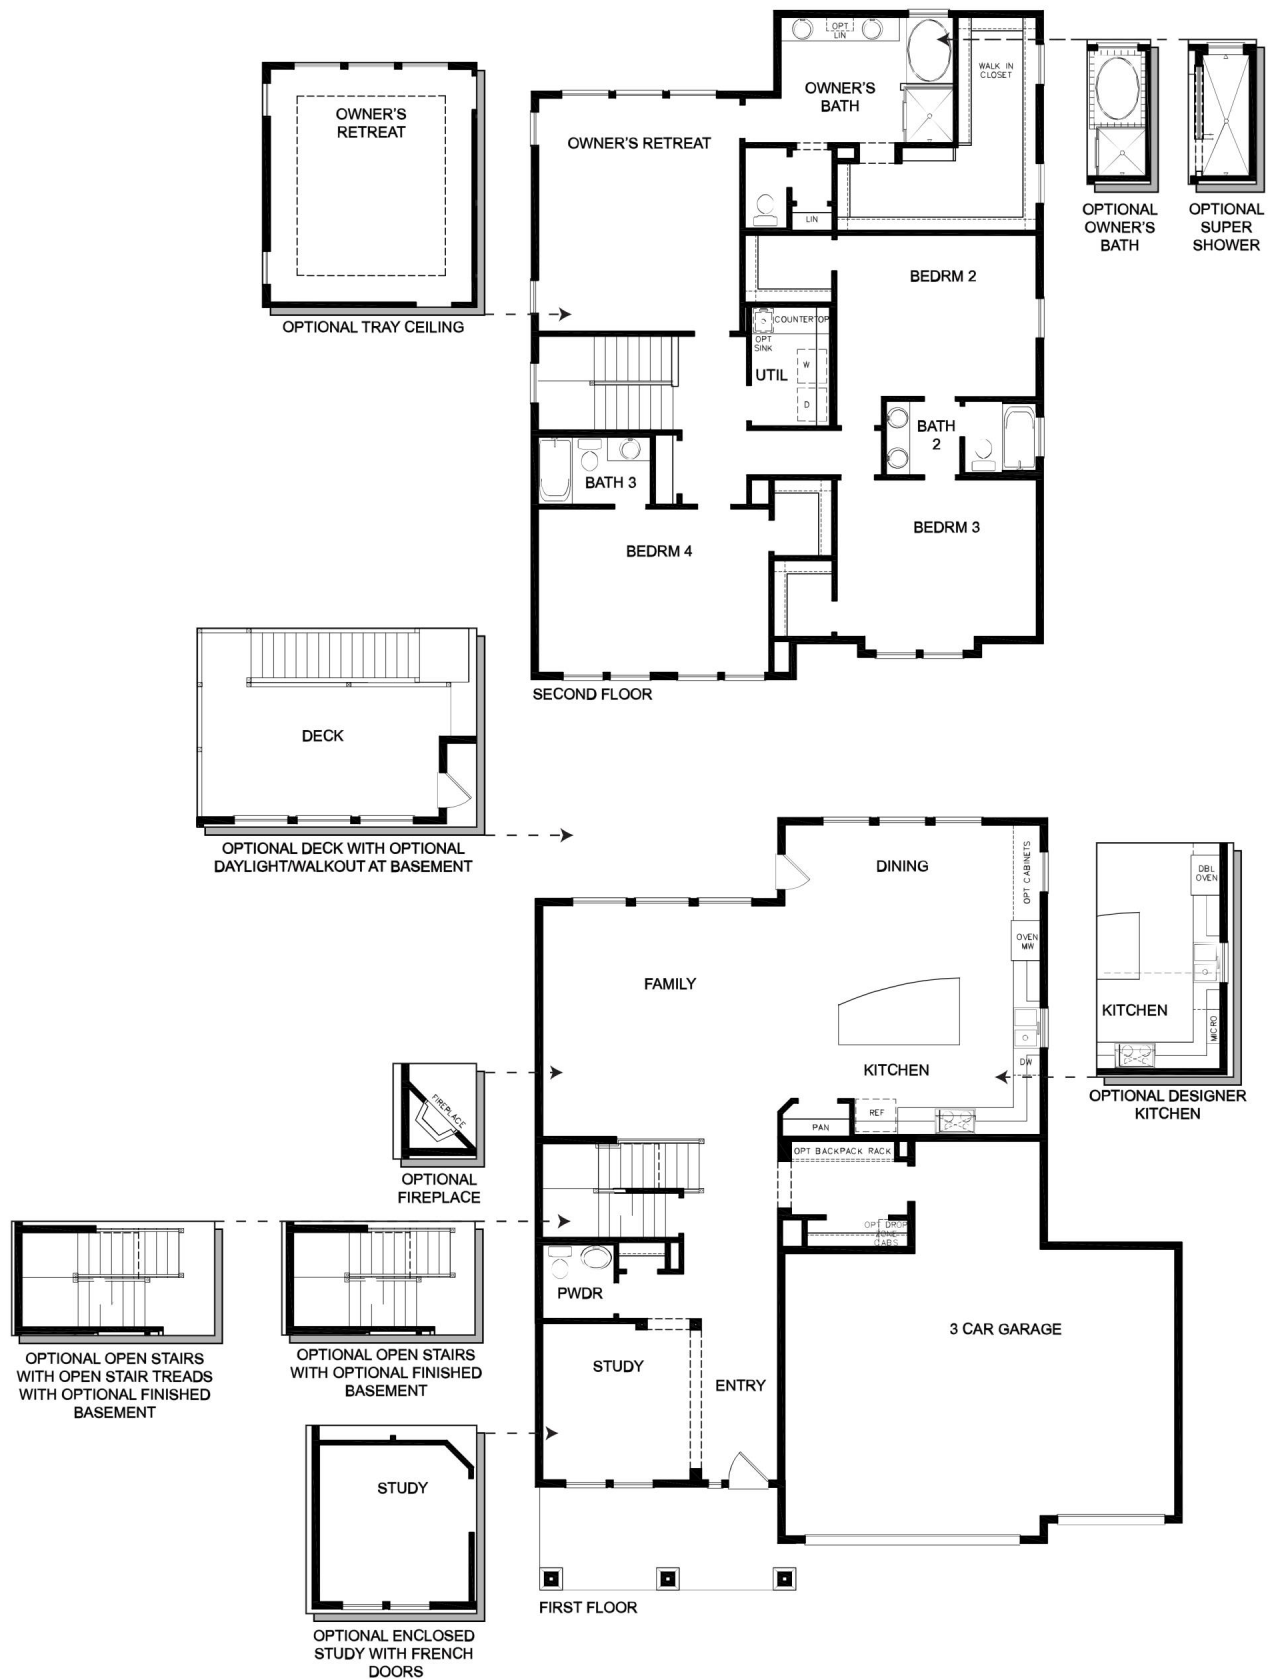 OPT
LIN
WALK IN
CLOSET
OWNER'S
BATH
OWNER'S
RETREAT
OWNER'S RETREAT
OPTIONAL
OWNER'S
BATH
OPTIONAL
SUPER
SHOWER
LIN
BEDRM 2
OPTIONAL TRAY CEILING
COUNTERTOP
OPT
SINK
UTIL
W
D
BATH
2
BATH 3
BEDRM 4
BEDRM 3
SECOND FLOOR
DECK
OPTIONAL DECK WITH OPTIONAL
DAYLIGHT/WALKOUT AT BASEMENT
DINING
OPT CABINETS
DBL
OVEN
OVEN
MW
FAMILY
KITCHEN
MICRO
DW
KITCHEN
OPTIONAL DESIGNER
KITCHEN
FIREPLACE
REF
PAN
OPTIONAL
FIREPLACE
OPT BACKPACK RACK
OPT DROP
ZONE
CABS
PWDR
3 CAR GARAGE
OPTIONAL OPEN STAIRS
WITH OPEN STAIR TREADS
WITH OPTIONAL FINISHED
BASEMENT
OPTIONAL OPEN STAIRS
WITH OPTIONAL FINISHED
BASEMENT
STUDY
ENTRY
STUDY
FIRST FLOOR
OPTIONAL ENCLOSED
STUDY WITH FRENCH
DOORS